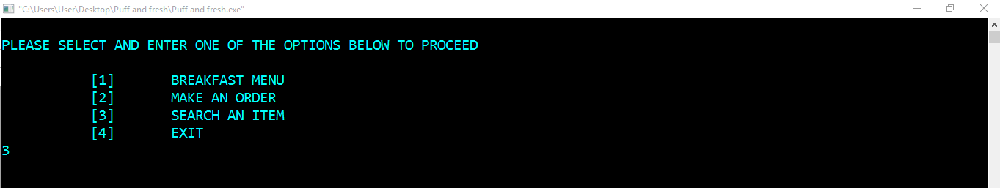 "C:\Users\User\Desktop\Puff and fresh\Puff and fresh.exe"
PLEASE SELECT AND ENTER ONE OF THE OPTIONS BELOW TO PROCEED
[1] BREAKFAST MENU
[2] MAKE AN ORDER
[3] SEARCH AN ITEM
[4] EXIT
3